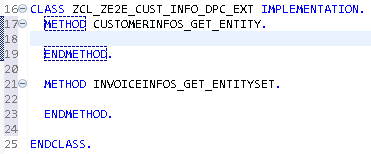 16 CLASS ZCL_ZE2E_CUST_INFO_DPC_EXT IMPLEMENTATION.
17 METHOD CUSTOMERINFOS_GET_ENTITY.
18
19 ENDMETHOD.
20
21 METHOD INVOICEINFOS_GET_ENTITYSET.
22
23 ENDMETHOD.
24
25 ENDCLASS.